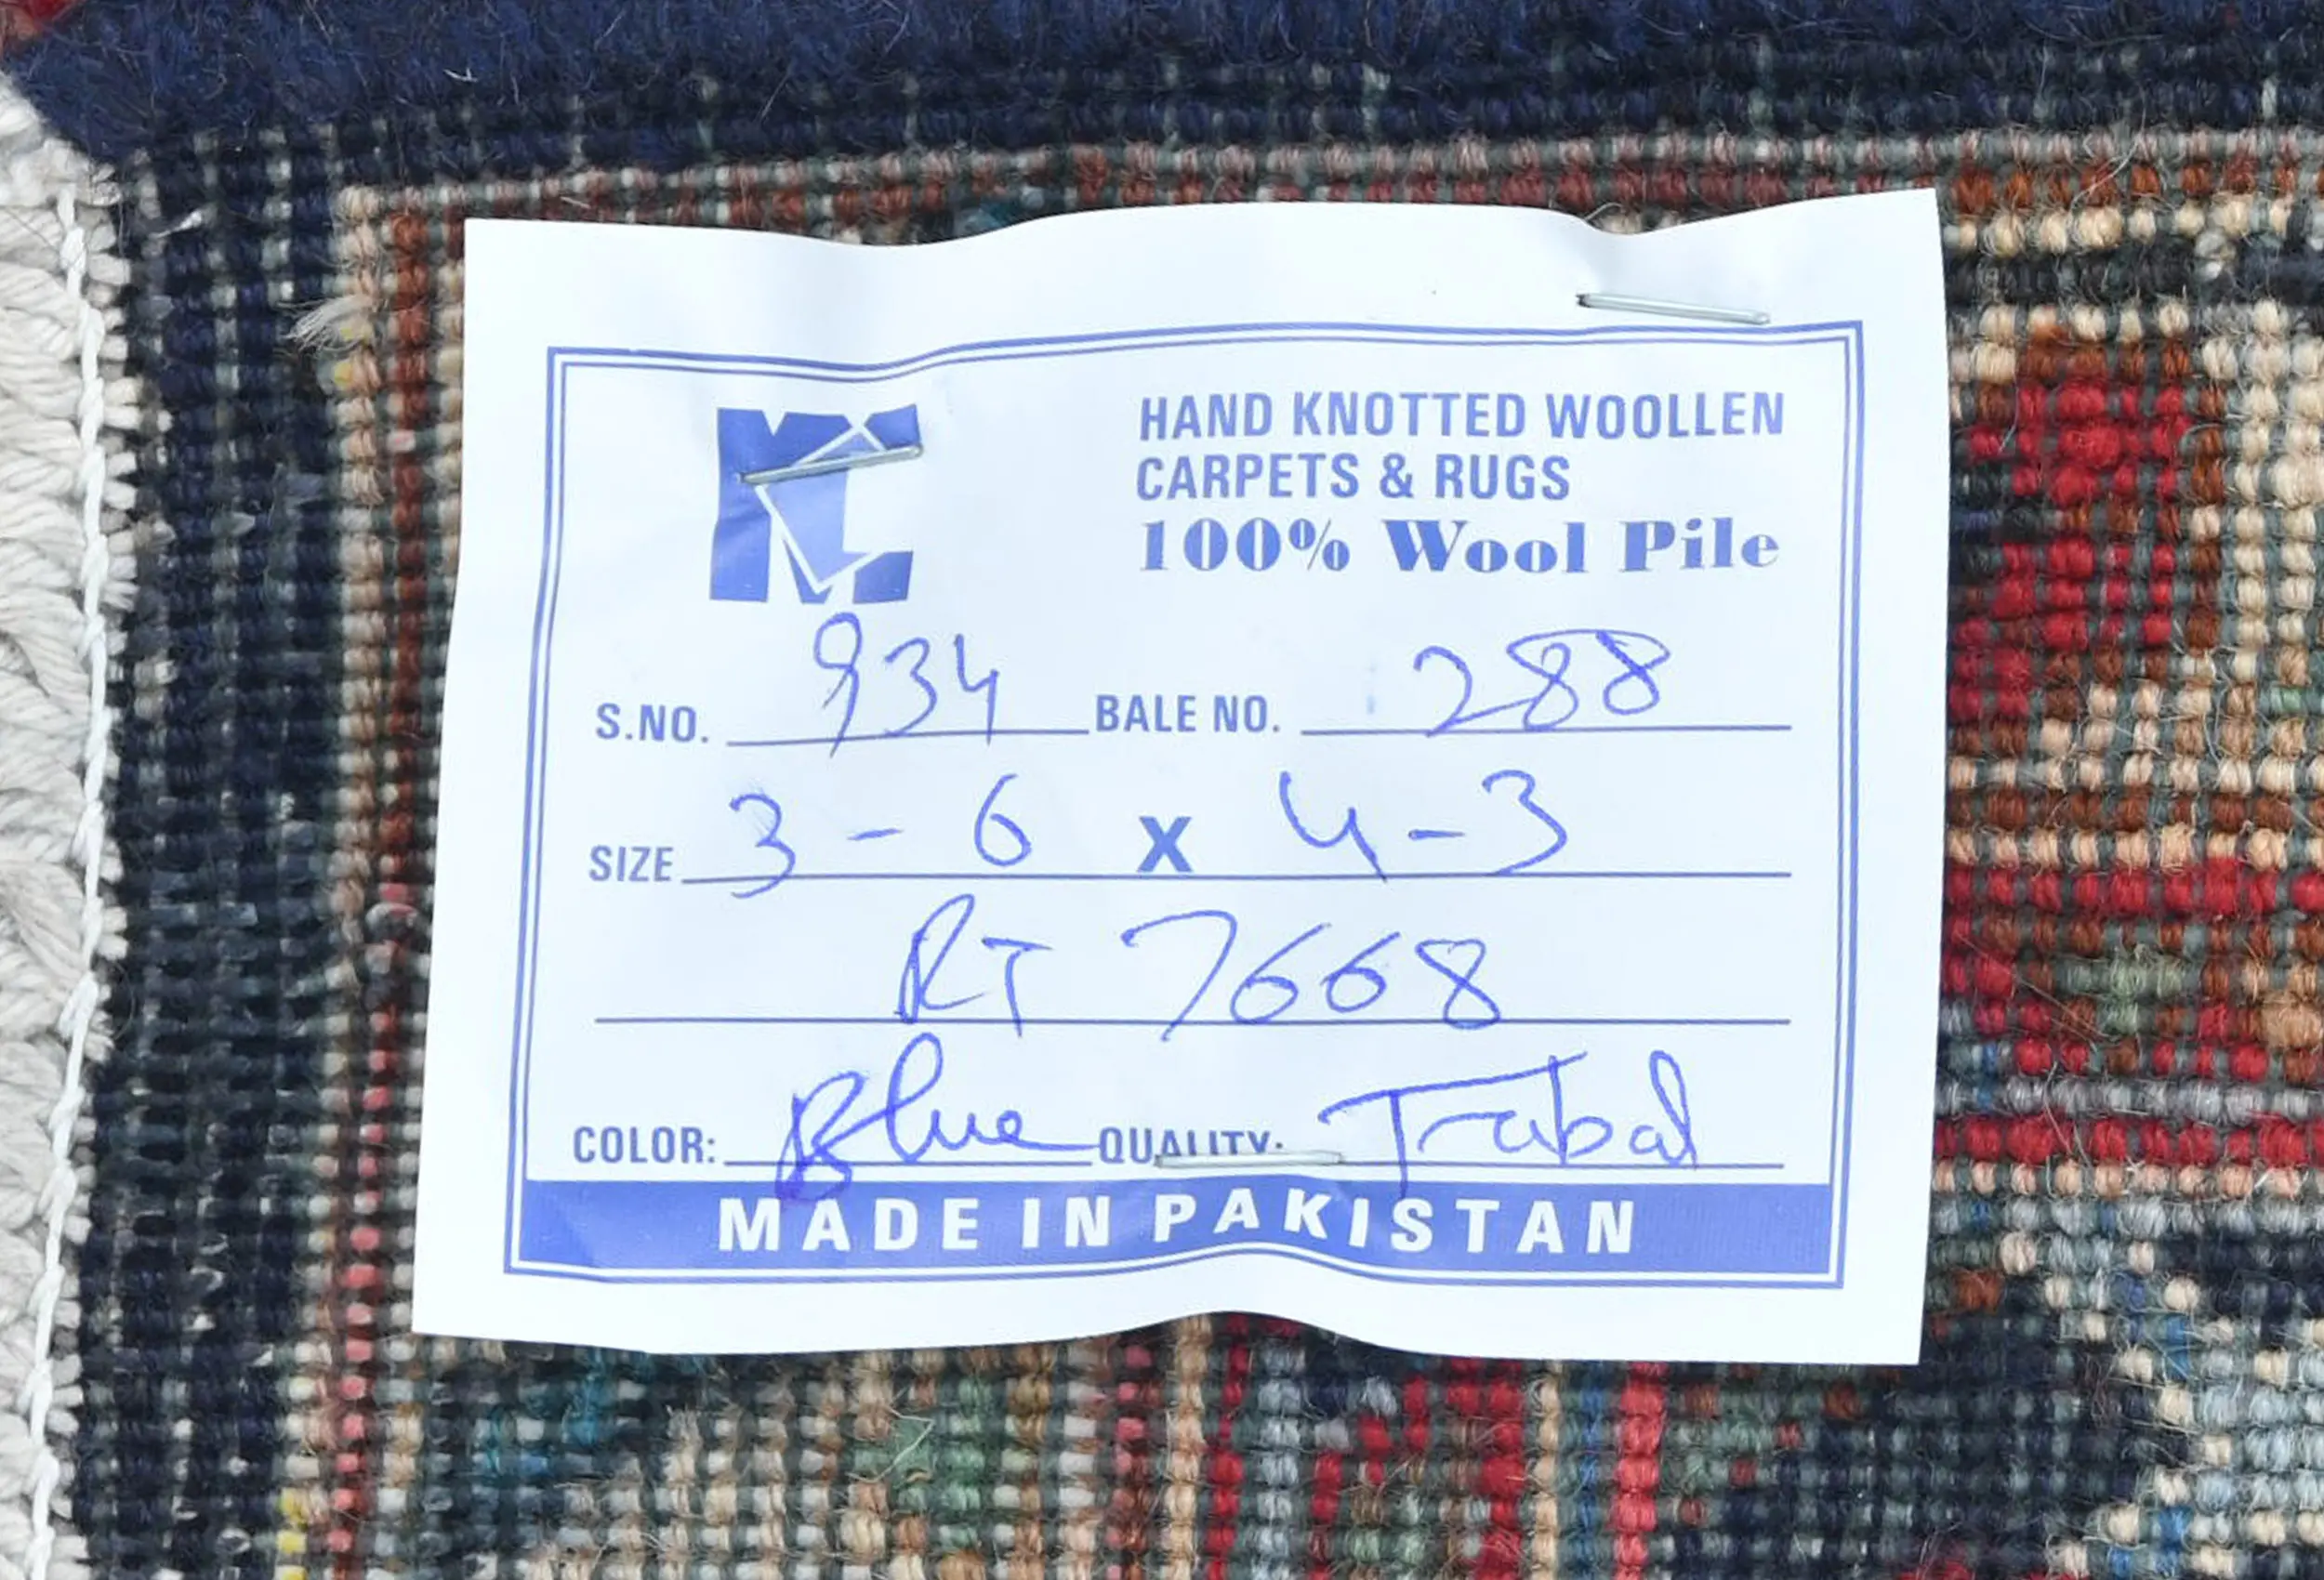 HAND KNOTTED WOOLLEN
CARPETS & RUGS
100% Wool Pile
S.NO. 934 BALE NO. 288
SIZE 3 - 6 X 4 - 3
RT 7668
COLOR: Blue QUALITY: Trabal
MADE IN PAKISTAN